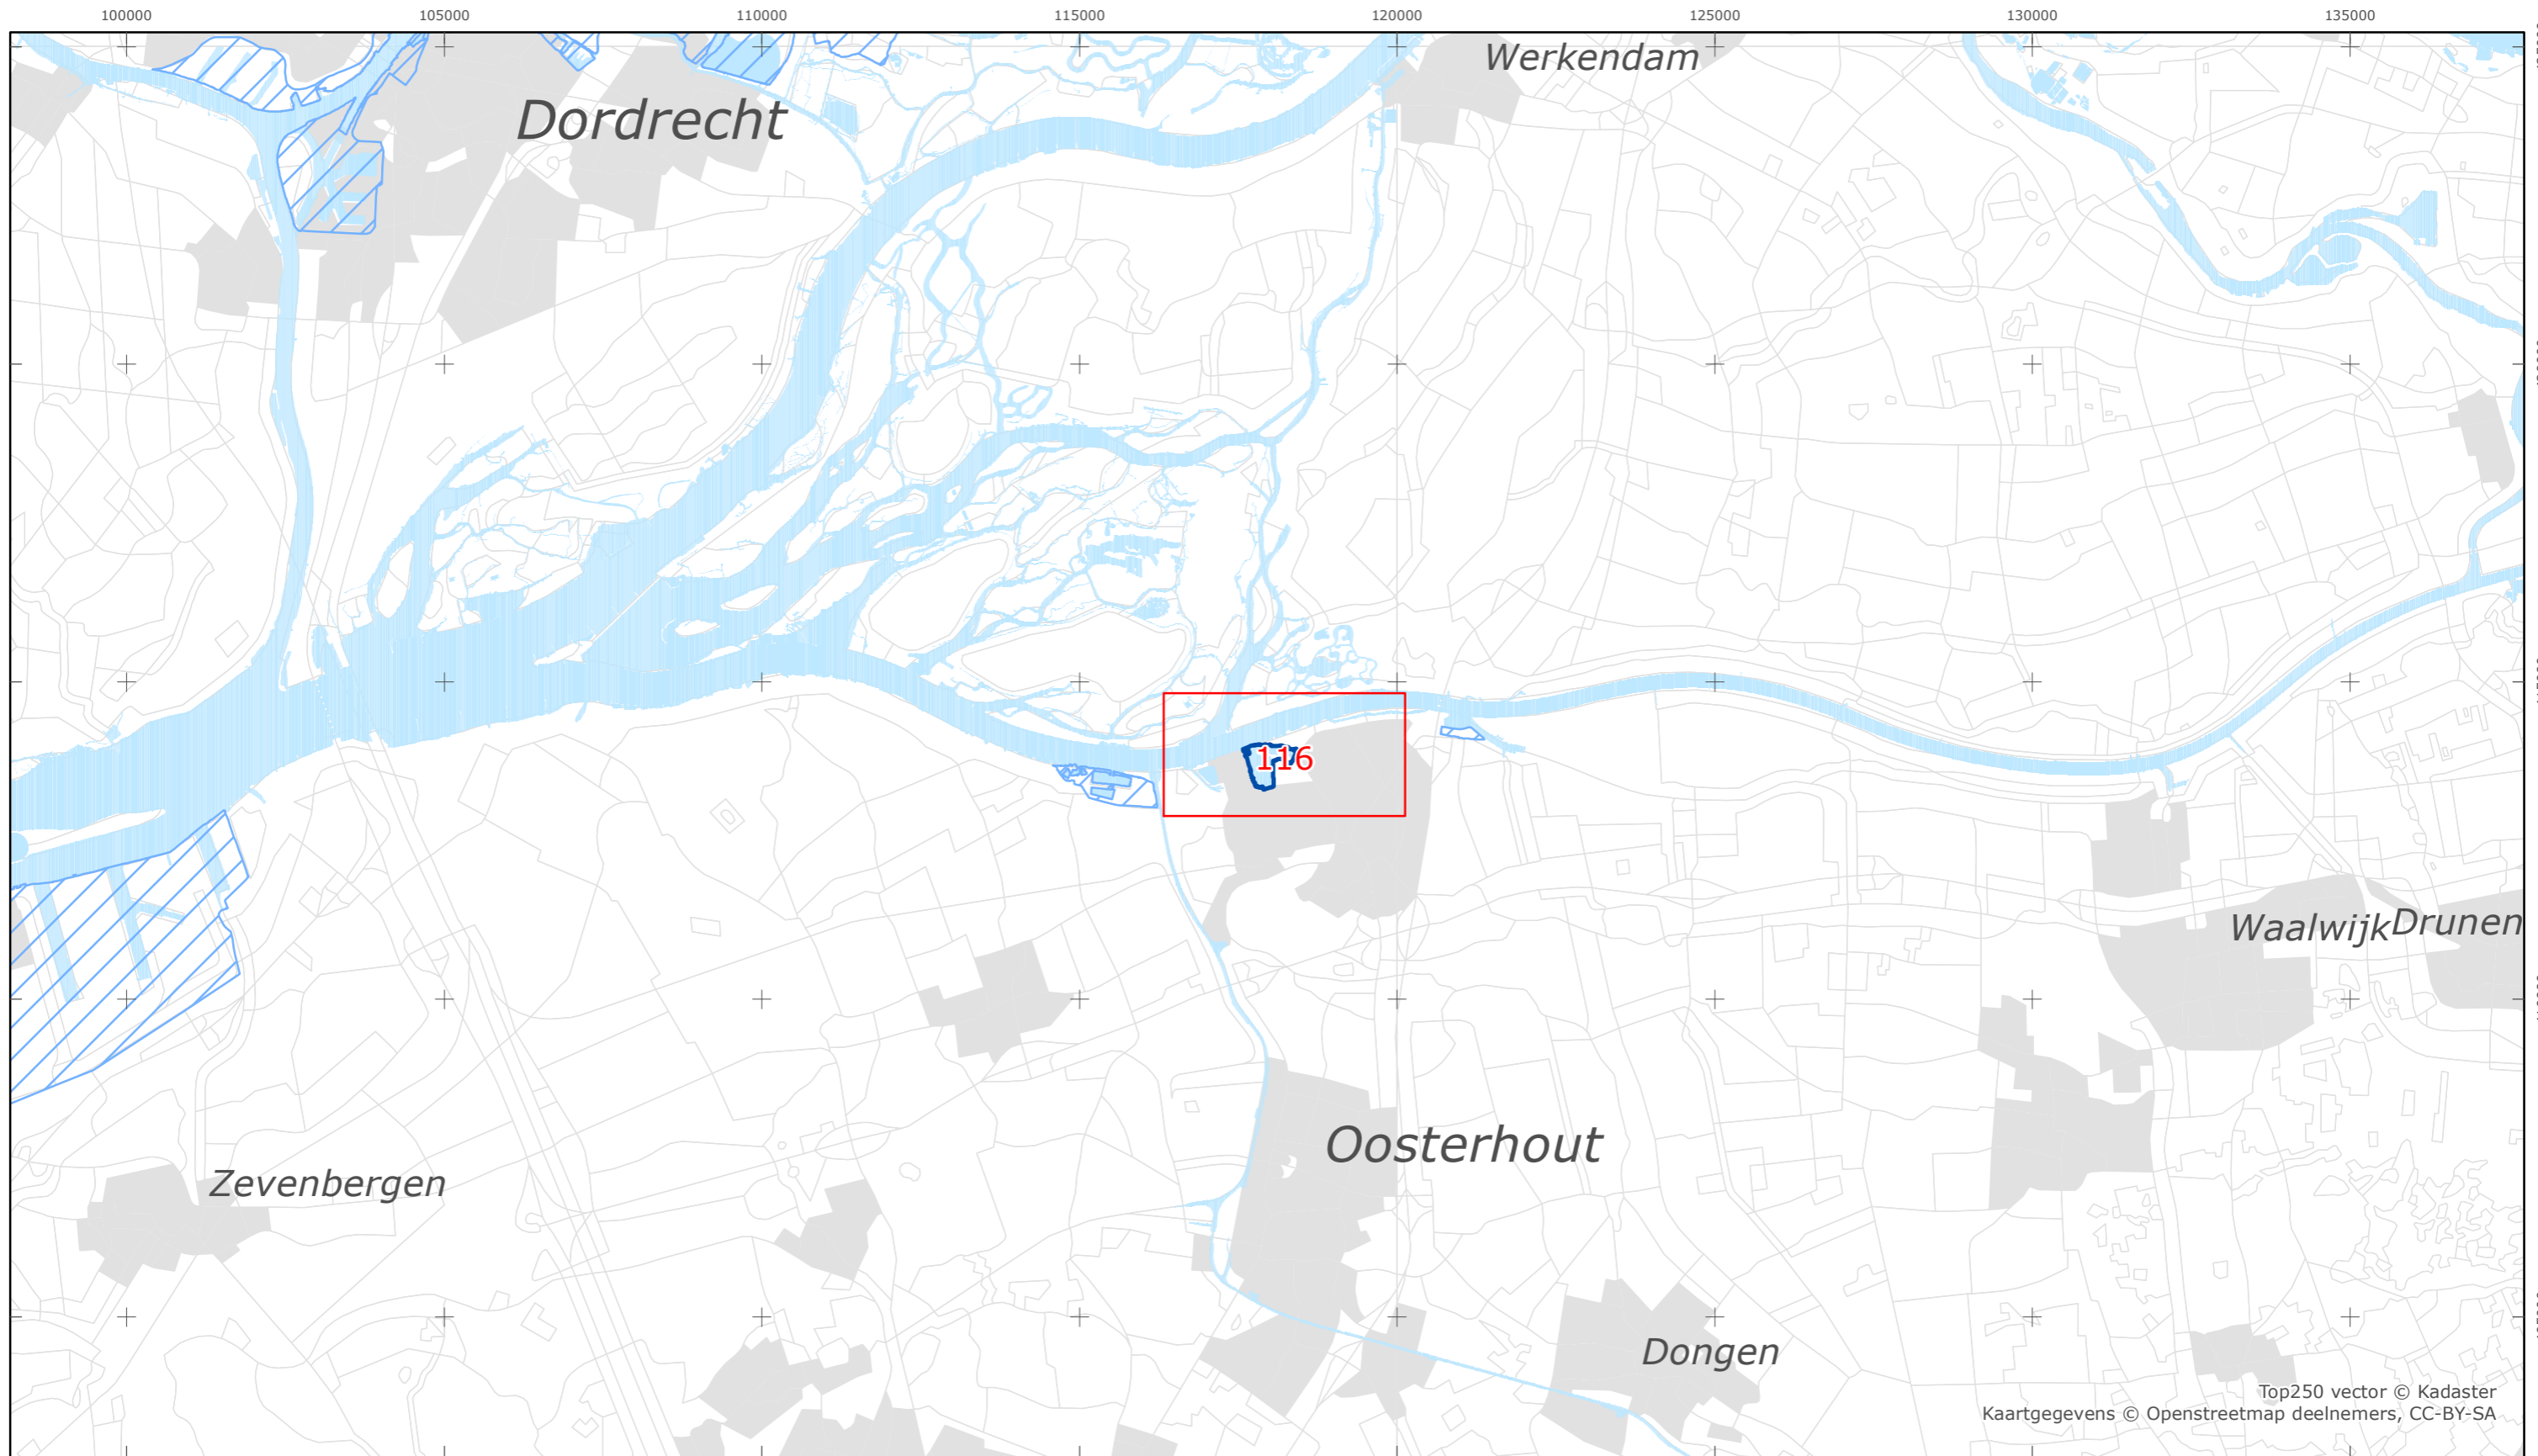 100000 105000 110000 115000 120000 125000 130000 135000
Werkendam
Dordrecht
116
Waalwijk Drunen
Oosterhout
Zevenbergen
Dongen
Top250 vector © Kadaster
Kaartgegevens © Openstreetmap deelnemers, CC-BY-SA